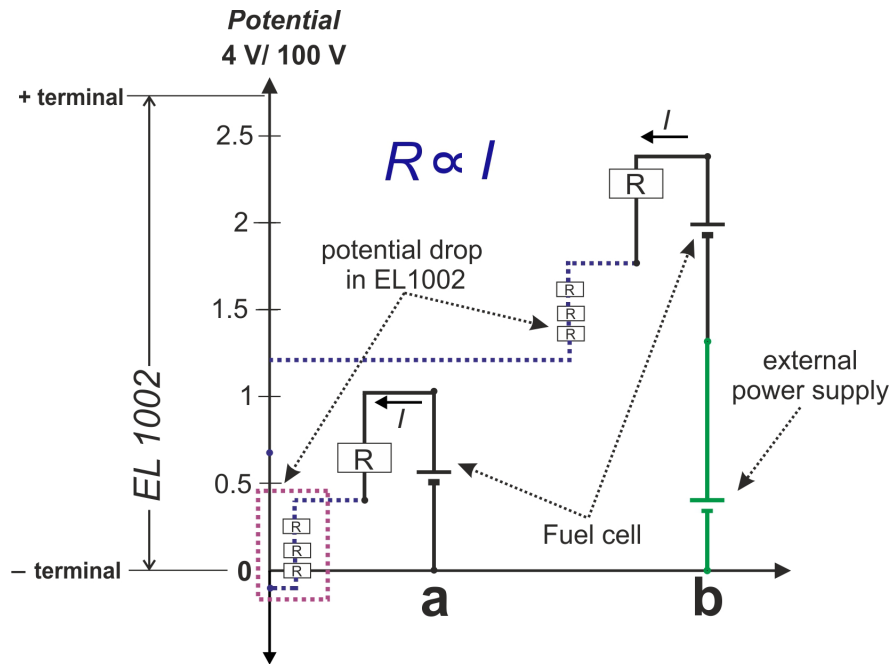 Potential
4 V/ 100 V
+ terminal
2.5
I
R ∝ I
R
2
potential drop
in EL1002
R
R
R
1.5
EL 1002
external
power supply
1
I
R
0.5
Fuel cell
R
R
R
– terminal
0
a
b